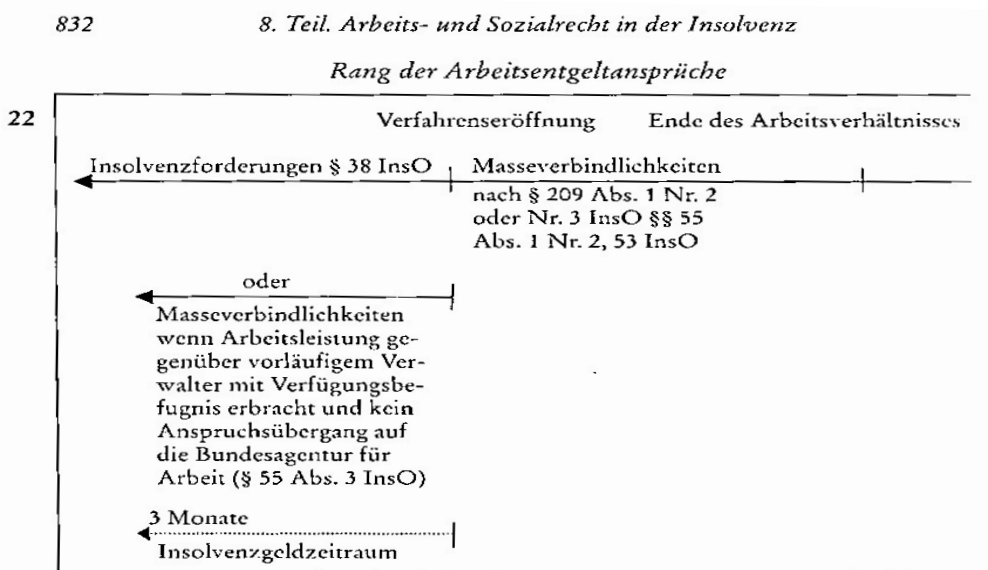 832 8. Teil. Arbeits- und Sozialrecht in der Insolvenz
Rang der Arbeitsentgeltansprüche
22 Verfahrenseröffnung Ende des Arbeitsverhältnisses
Insolvenzforderungen § 38 InsO Masseverbindlichkeiten
nach § 209 Abs. 1 Nr. 2
oder Nr. 3 InsO §§ 55
Abs. 1 Nr. 2, 53 InsO
oder
Masseverbindlichkeiten
wenn Arbeitsleistung ge-
genüber vorläufigem Ver-
walter mit Verfügungsbe-
fugnis erbracht und kein
Anspruchsübergang auf
die Bundesagentur für
Arbeit (§ 55 Abs. 3 InsO)
3 Monate
Insolvenzgeldzeitraum